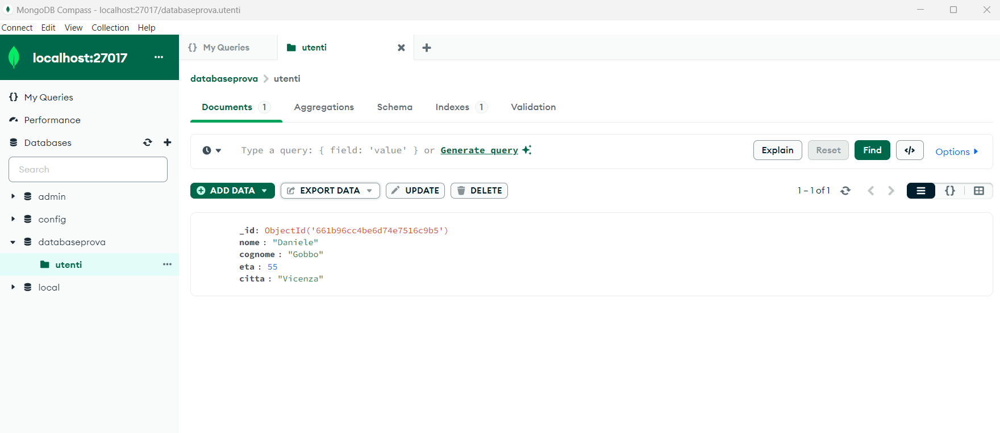 MongoDB Compass - localhost:27017/databaseprova.utenti
Connect Edit View Collection Help
localhost:27017
{} My Queries
utenti
My Queries
Performance
Databases
Search
admin
config
databaseprova
utenti
local
databaseprova > utenti
Documents 1 Aggregations Schema Indexes 1 Validation
Type a query: { field: 'value' } or Generate query
Explain Reset Find </> Options
ADD DATA EXPORT DATA UPDATE DELETE
1 – 1 of 1
{}
_id: ObjectId('661b96cc4be6d74e7516c9b5')
nome : "Daniele"
cognome : "Gobbo"
eta : 55
citta : "Vicenza"